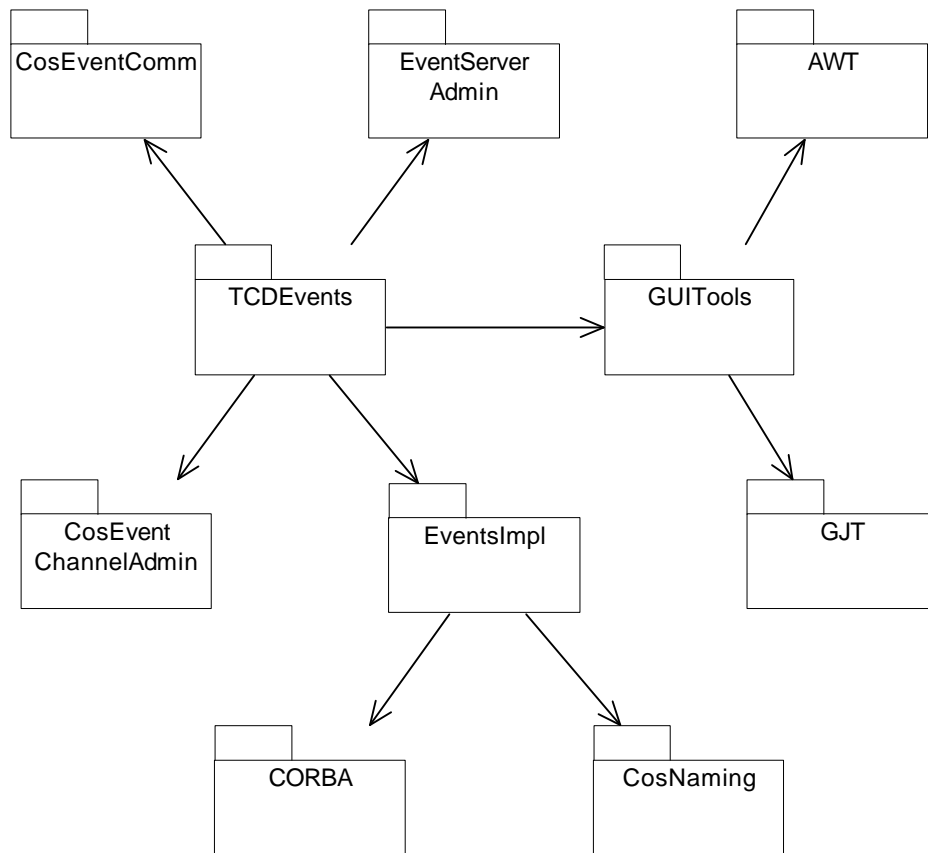 CosEventComm
EventServer
Admin
AWT
TCDEvents
GUITools
CosEvent
ChannelAdmin
EventsImpl
GJT
CORBA
CosNaming